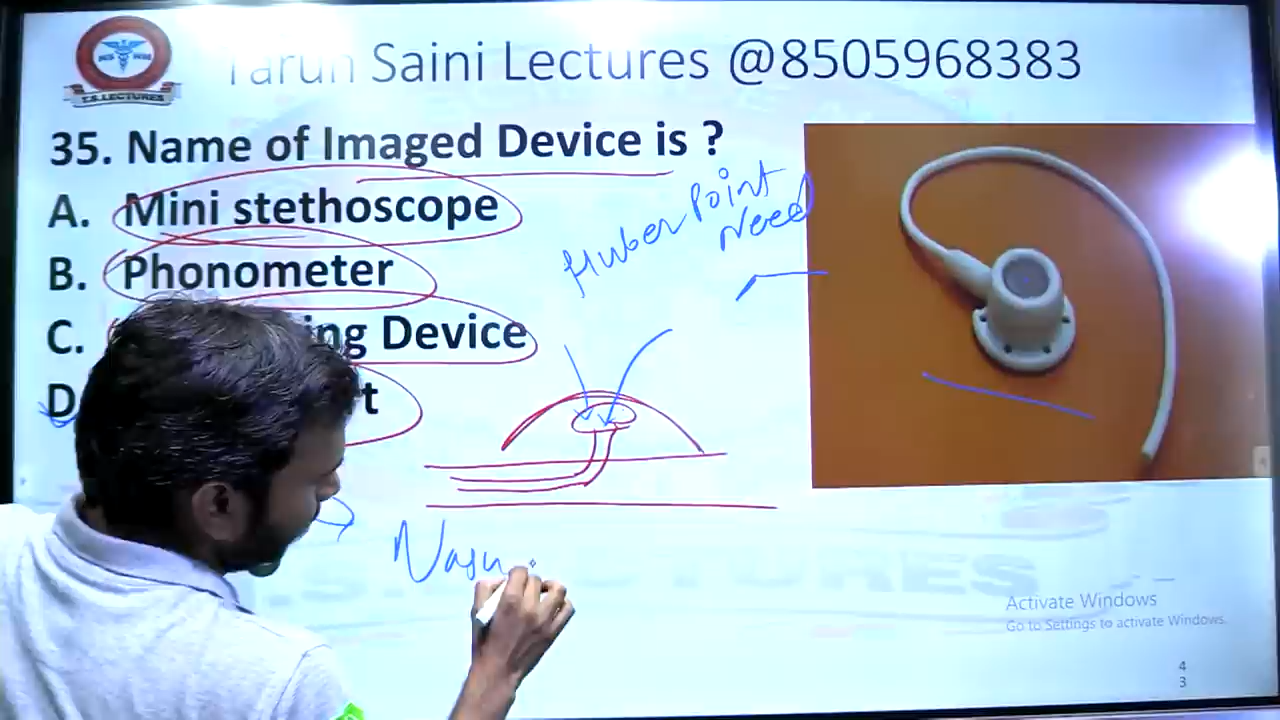 Tarun Saini Lectures @8505968383
T.S.LECTURES
35. Name of Imaged Device is ?
A. Mini stethoscope
B. Phonometer
C. ing Device
D. t
Huber Point
Need
Activate Windows
Go to Settings to activate Windows.
4
3